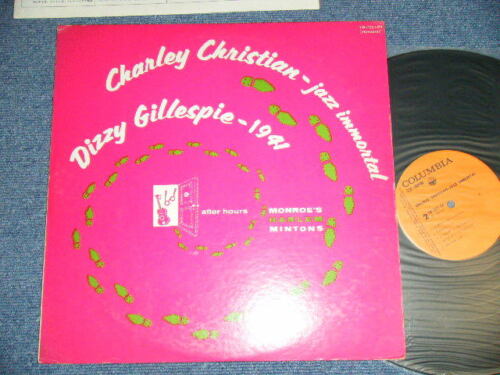 Charley Christian - jazz immortal
Dizzy Gillespie - 1941
after hours
MONROE'S
HARLEM
MINTONS
COLUMBIA